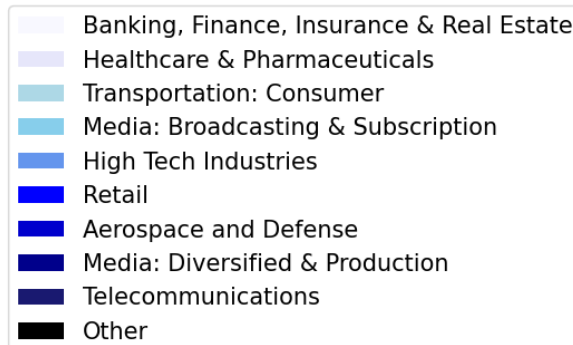 Banking, Finance, Insurance & Real Estate
Healthcare & Pharmaceuticals
Transportation: Consumer
Media: Broadcasting & Subscription
High Tech Industries
Retail
Aerospace and Defense
Media: Diversified & Production
Telecommunications
Other